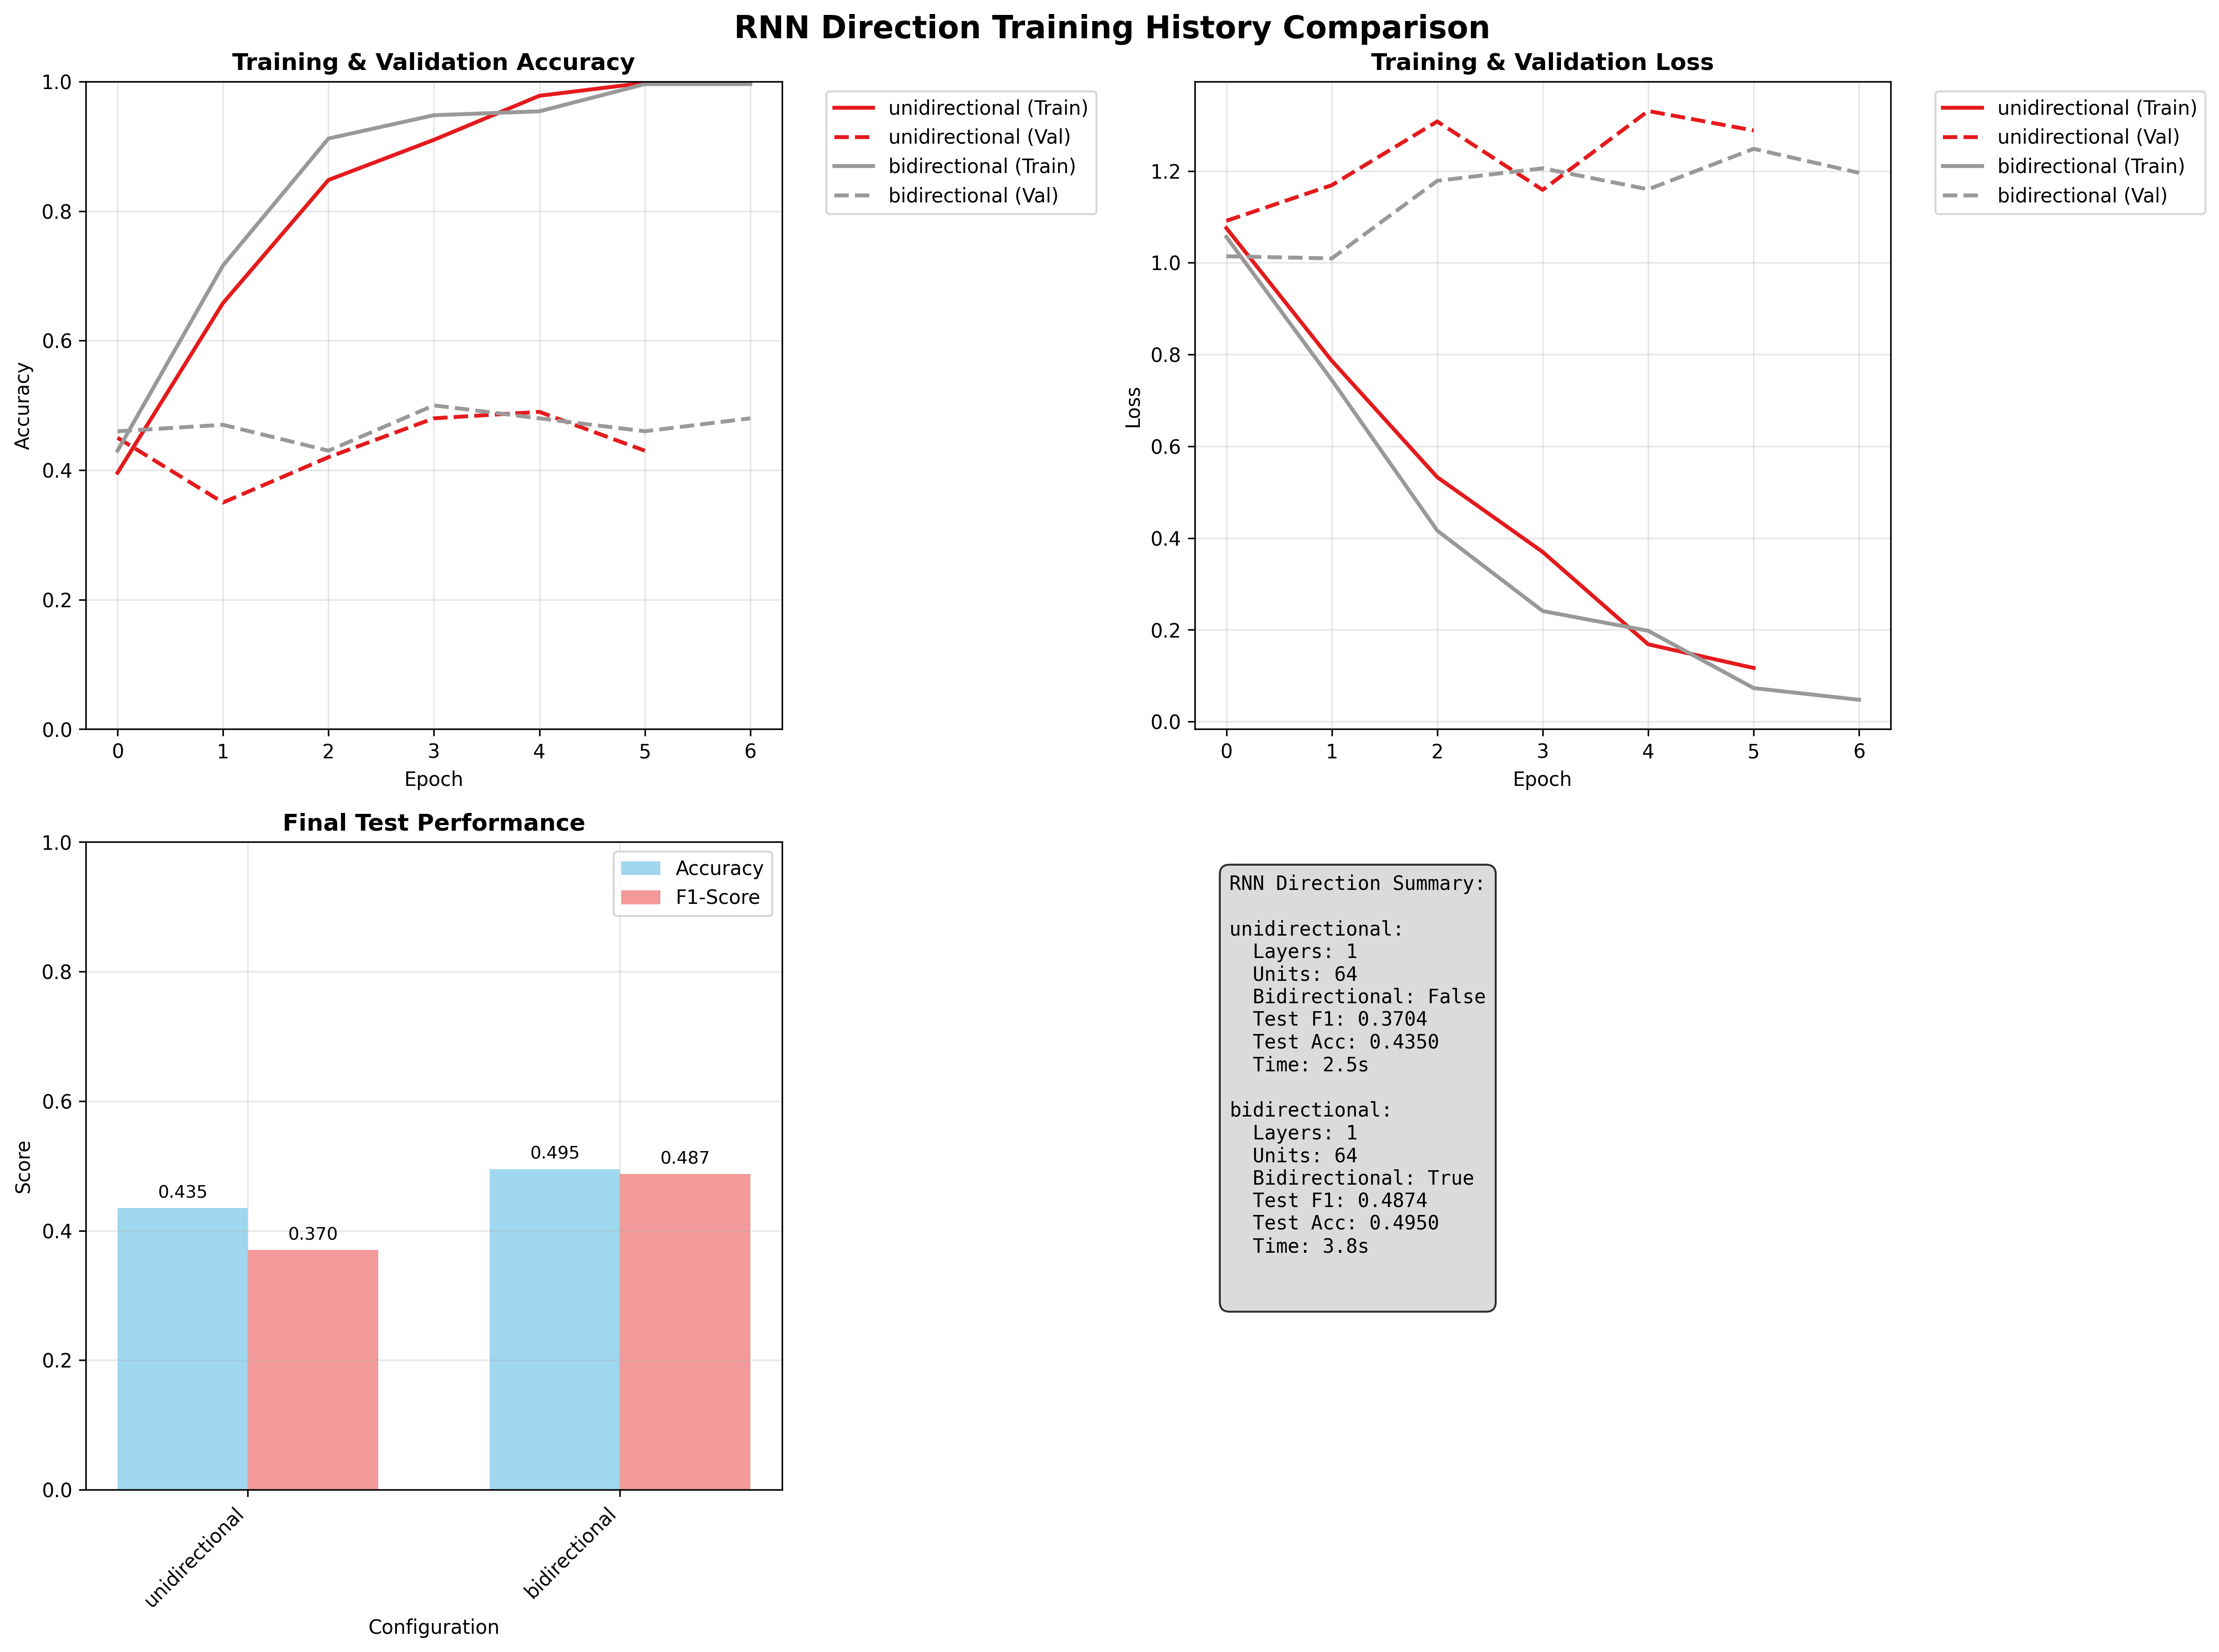 RNN Direction Training History Comparison
Training & Validation Accuracy
1.0
0.8
0.6
0.4
0.2
0.0
Accuracy
0 1 2 3 4 5 6
Epoch
unidirectional (Train)
unidirectional (Val)
bidirectional (Train)
bidirectional (Val)
Training & Validation Loss
1.2
1.0
0.8
0.6
0.4
0.2
0.0
Loss
0 1 2 3 4 5 6
Epoch
unidirectional (Train)
unidirectional (Val)
bidirectional (Train)
bidirectional (Val)
Final Test Performance
1.0
0.8
0.6
0.4
0.2
0.0
Score
Accuracy
F1-Score
0.435
0.370
0.495
0.487
unidirectional
bidirectional
Configuration
RNN Direction Summary:
unidirectional:
Layers: 1
Units: 64
Bidirectional: False
Test F1: 0.3704
Test Acc: 0.4350
Time: 2.5s
bidirectional:
Layers: 1
Units: 64
Bidirectional: True
Test F1: 0.4874
Test Acc: 0.4950
Time: 3.8s